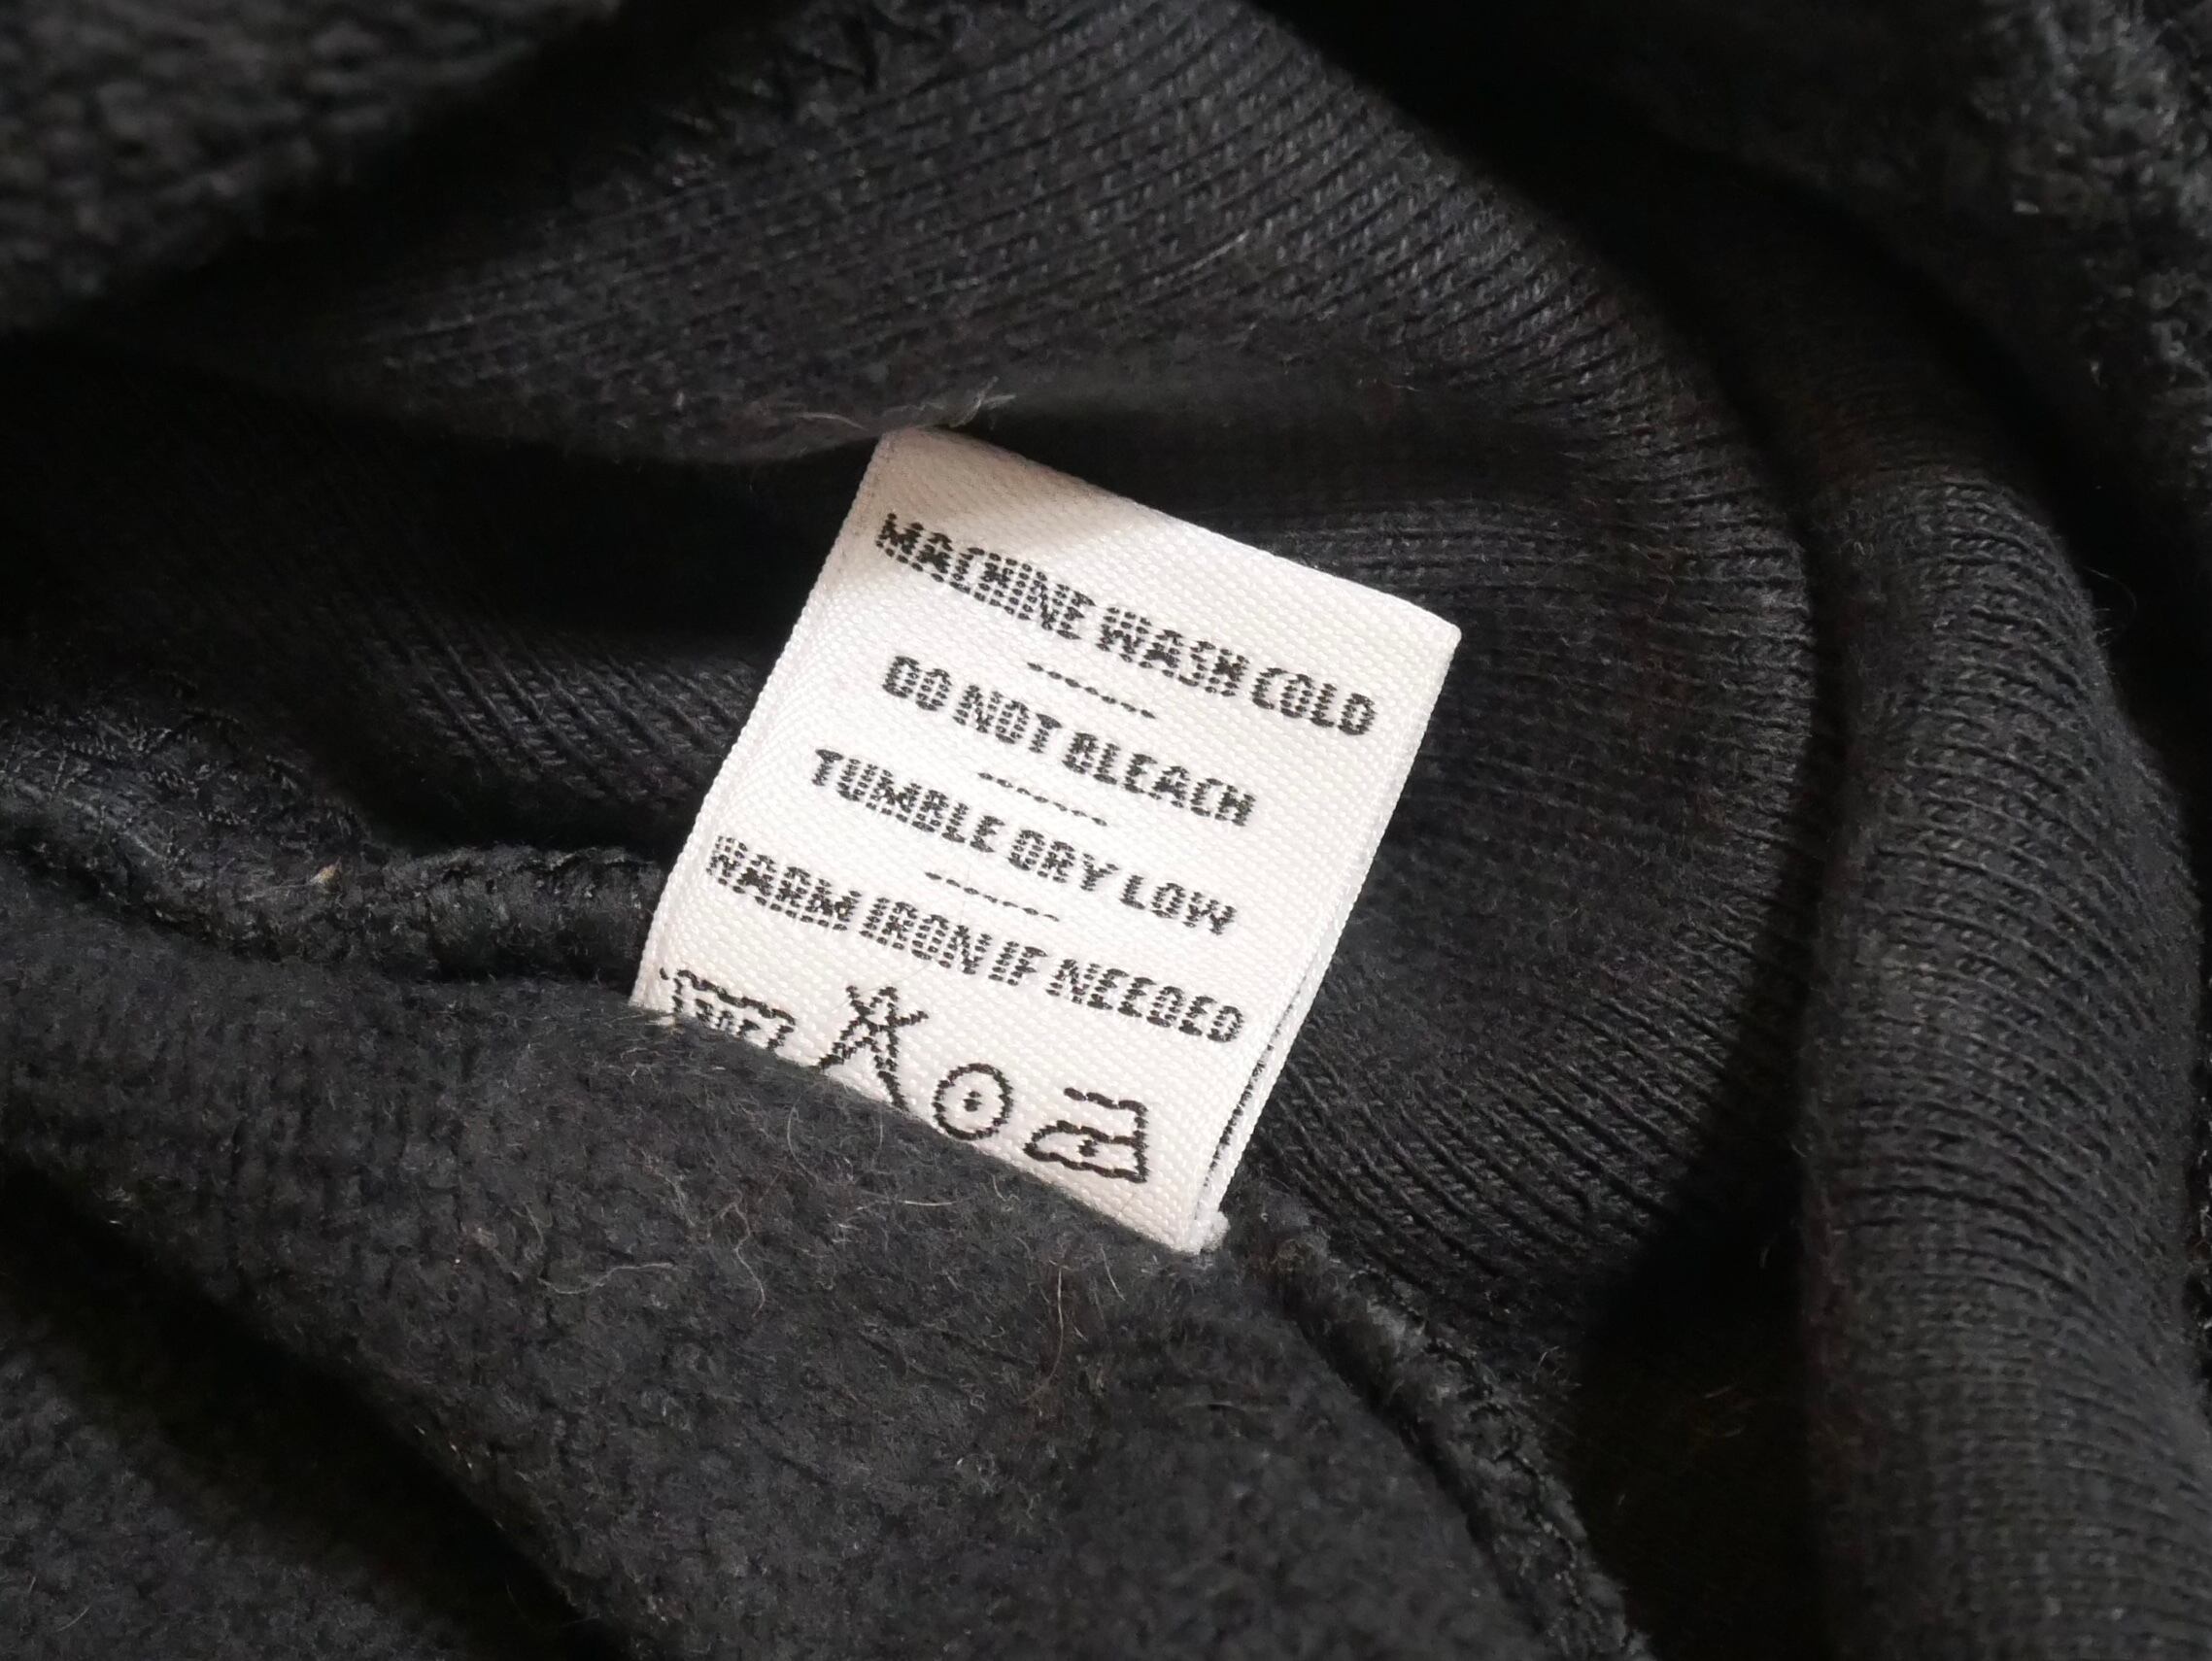 MACHINE WASH COLD
DO NOT BLEACH
TUMBLE DRY LOW
WARM IRON IF NEEDED